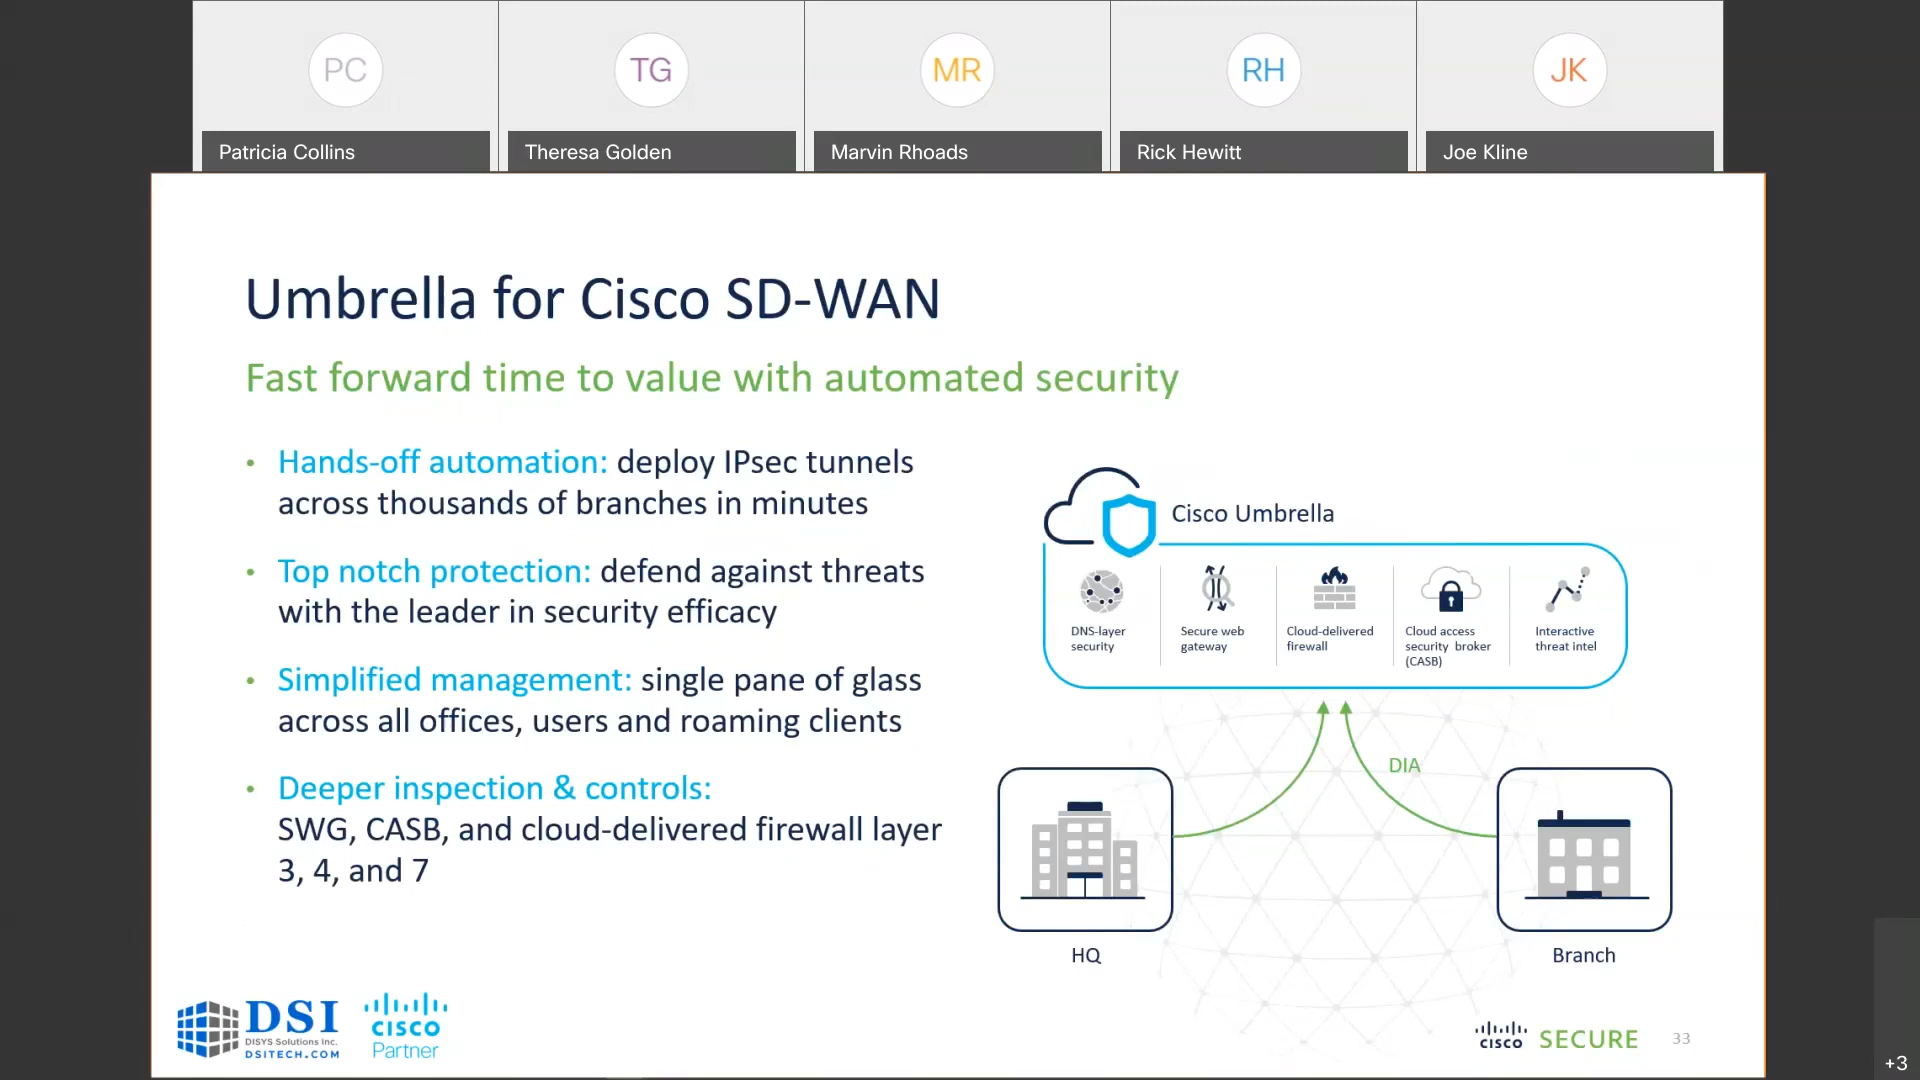 PC
TG
MR
RH
JK
Patricia Collins
Theresa Golden
Marvin Rhoads
Rick Hewitt
Joe Kline
Umbrella for Cisco SD-WAN
Fast forward time to value with automated security
• Hands-off automation: deploy IPsec tunnels
across thousands of branches in minutes
• Top notch protection: defend against threats
with the leader in security efficacy
• Simplified management: single pane of glass
across all offices, users and roaming clients
• Deeper inspection & controls:
SWG, CASB, and cloud-delivered firewall layer
3, 4, and 7
Cisco Umbrella
DNS-layer
security
Secure web
gateway
Cloud-delivered
firewall
Cloud access
security broker
(CASB)
Interactive
threat intel
DIA
HQ
Branch
DSI
DISYS Solutions Inc.
DSITECH.COM
CISCO
Partner
CISCO SECURE
33
+3